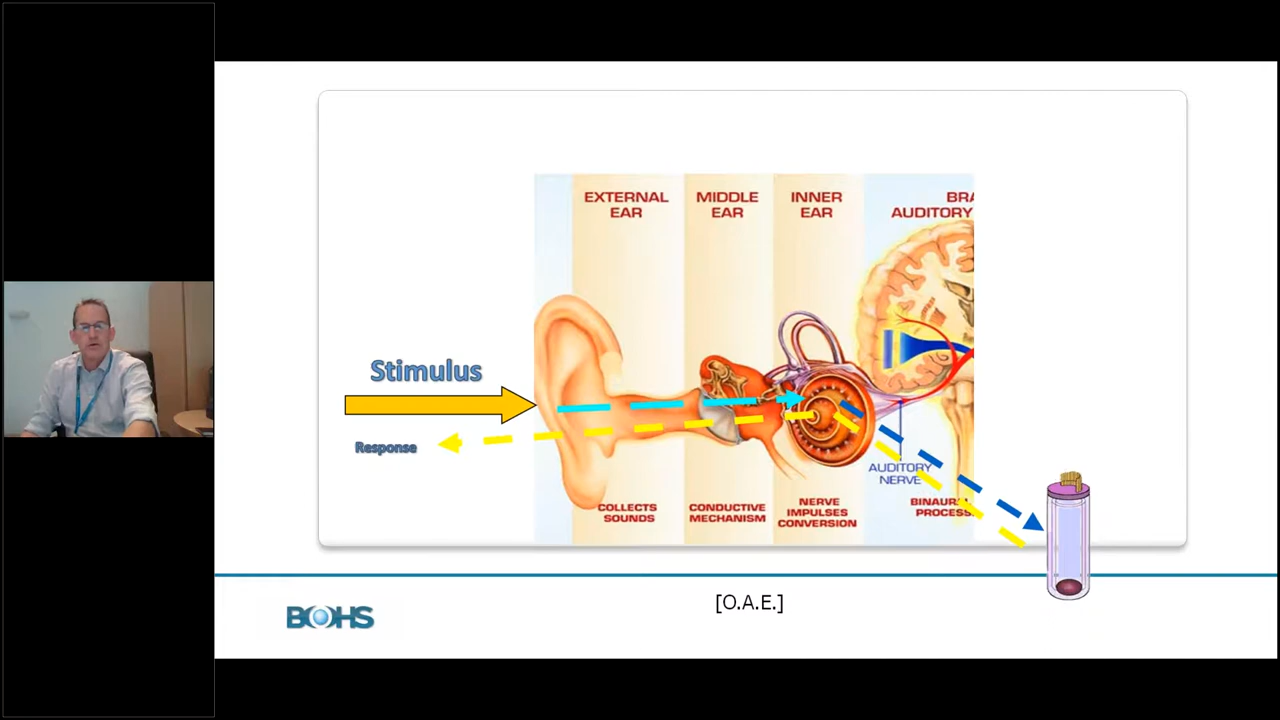 EXTERNAL
EAR
MIDDLE
EAR
INNER
EAR
BRA
AUDITORY
Stimulus
Response
AUDITORY
NERVE
COLLECTS
SOUNDS
CONDUCTIVE
MECHANISM
NERVE
IMPULSES
CONVERSION
BINAURAL
PROCESS
[O.A.E.]
BOHS